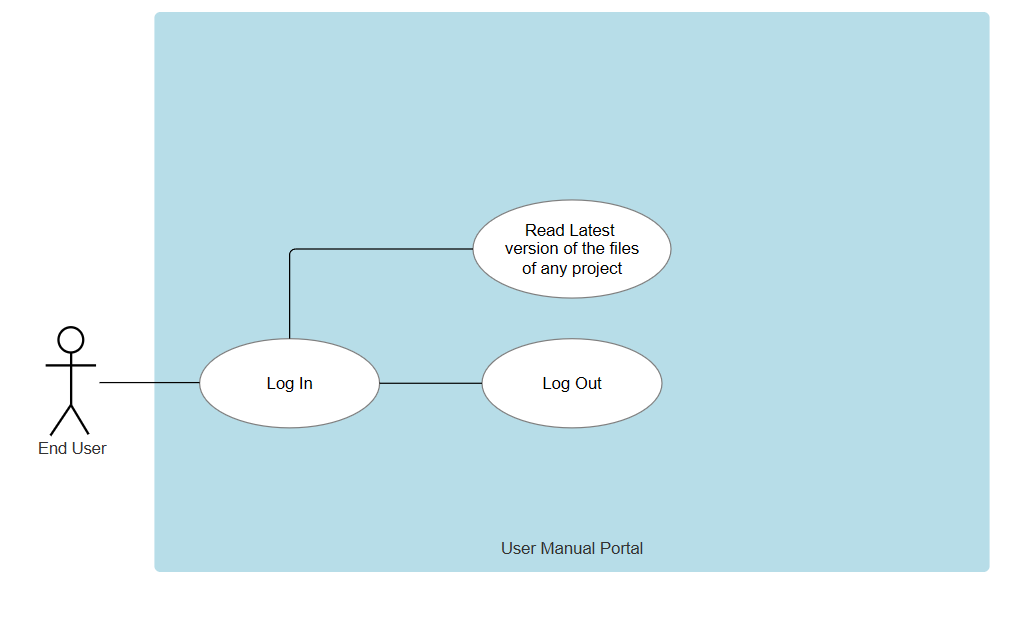 Read Latest
version of the files
of any project
Log In
Log Out
End User
User Manual Portal